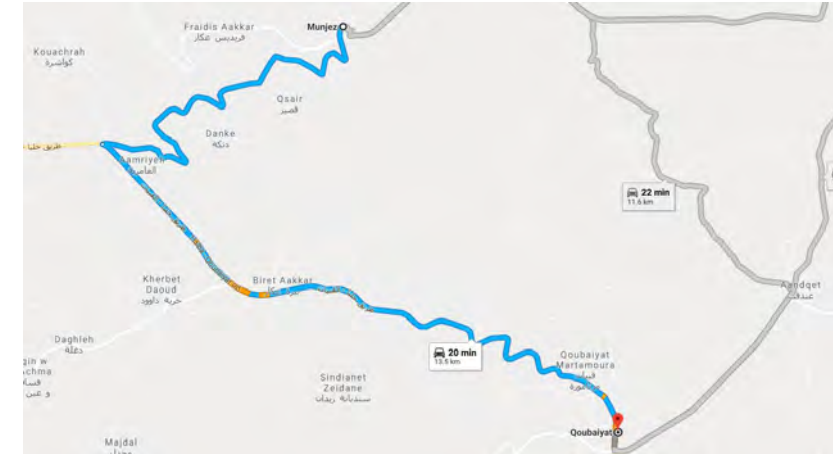 Fraidis Aakkar
فريديس عكار
Munjez
Kouachrah
كواشرة
Qsair
قصير
Danke
دنكة
طريق حلبا
22 min
11.6 km
Kherbet
Daoud
خربة داوود
Biret Aakkar
Aandqet
عندقت
Daghleh
دغلة
20 min
13.5 km
Qoubaiyat
Martamoura
Sindianet
Zeidane
سنديانة زيدان
Qoubaiyat
Majdal